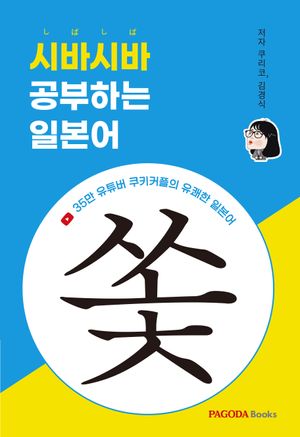 しばしば
시바시바
공부하는
일본어
저자 쿠리코, 김경식
35만 유튜버 쿠키커플의 유쾌한 일본어
쑻
PAGODA Books